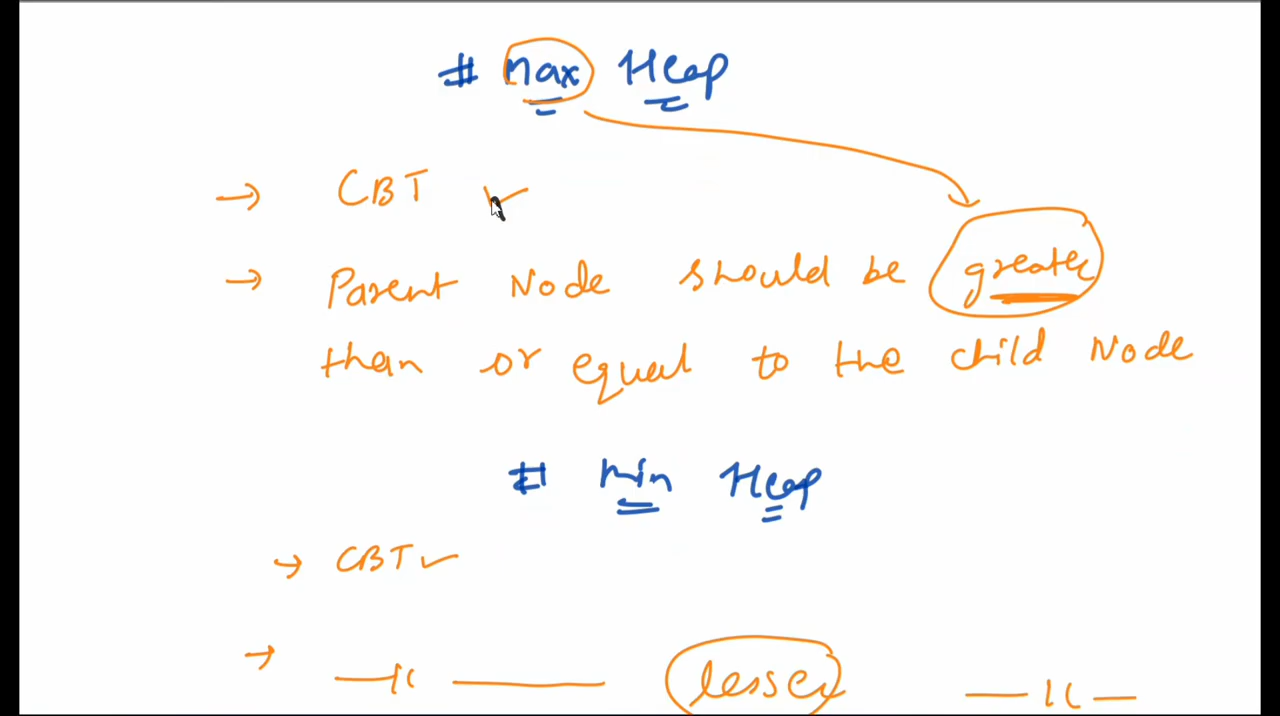 # Max Heap
→ CBT ✓
→ Parent Node should be greater
than or equal to the child Node
# Min Heap
→ CBT ✓
→ —〃— lesser —〃—